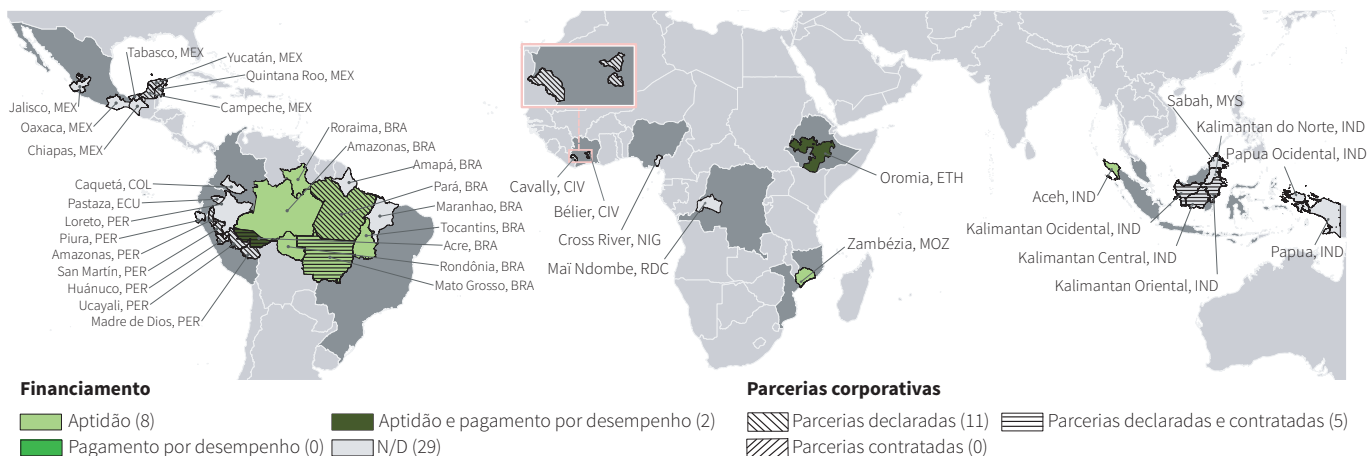 Tabasco, MEX
Yucatán, MEX
Quintana Roo, MEX
Campeche, MEX
Jalisco, MEX
Oaxaca, MEX
Chiapas, MEX
Roraima, BRA
Amazonas, BRA
Amapá, BRA
Pará, BRA
Maranhao, BRA
Tocantins, BRA
Acre, BRA
Rondônia, BRA
Mato Grosso, BRA
Caquetá, COL
Pastaza, ECU
Loreto, PER
Piura, PER
Amazonas, PER
San Martín, PER
Huánuco, PER
Ucayali, PER
Madre de Dios, PER
Cavally, CIV
Bélier, CIV
Cross River, NIG
Maï Ndombe, RDC
Oromia, ETH
Zambézia, MOZ
Sabah, MYS
Kalimantan do Norte, IND
Papua Ocidental, IND
Aceh, IND
Kalimantan Ocidental, IND
Kalimantan Central, IND
Kalimantan Oriental, IND
Papua, IND
Financiamento
Aptidão (8)
Aptidão e pagamento por desempenho (2)
Pagamento por desempenho (0)
N/D (29)
Parcerias corporativas
Parcerias declaradas (11)
Parcerias declaradas e contratadas (5)
Parcerias contratadas (0)